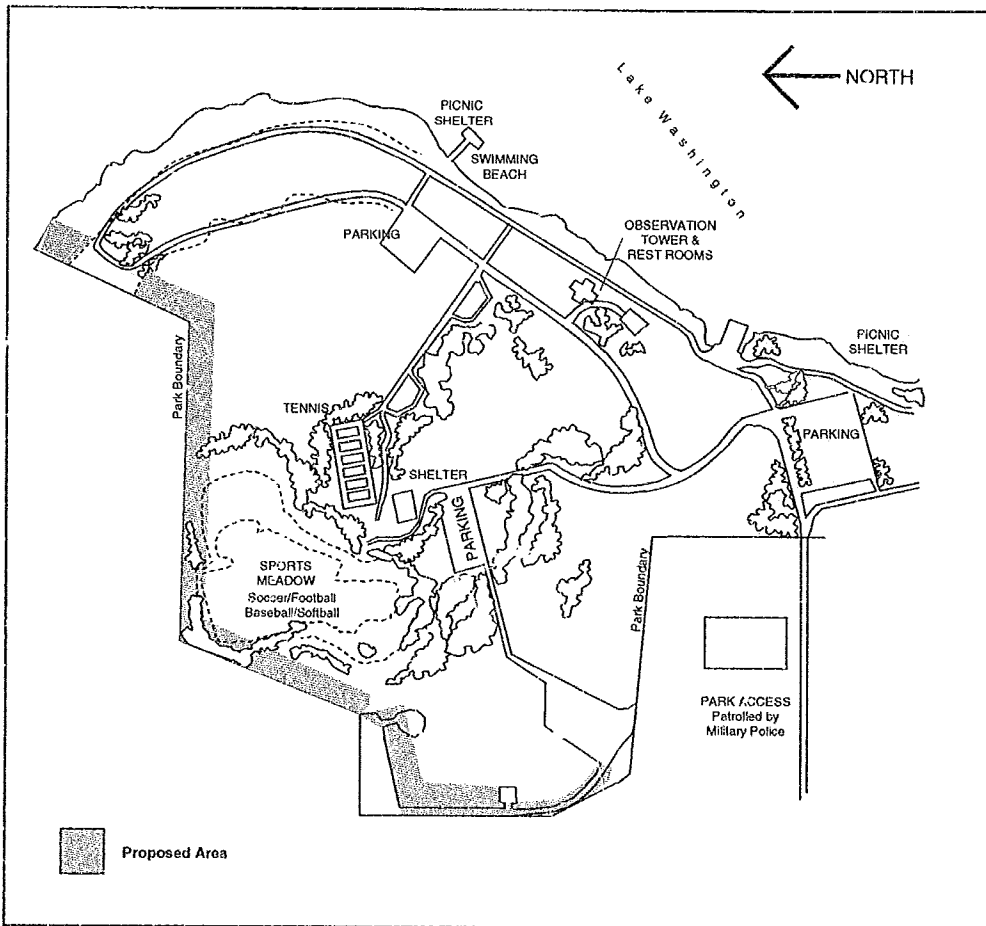 NORTH
Lake Washington
PICNIC
SHELTER
SWIMMING
BEACH
OBSERVATION
TOWER &
REST ROOMS
PARKING
PICNIC
SHELTER
Park Boundary
TENNIS
PARKING
SHELTER
PARKING
SPORTS
MEADOW
Soccer/Football
Baseball/Softball
Park Boundary
PARK ACCESS
Patrolled by
Military Police
Proposed Area